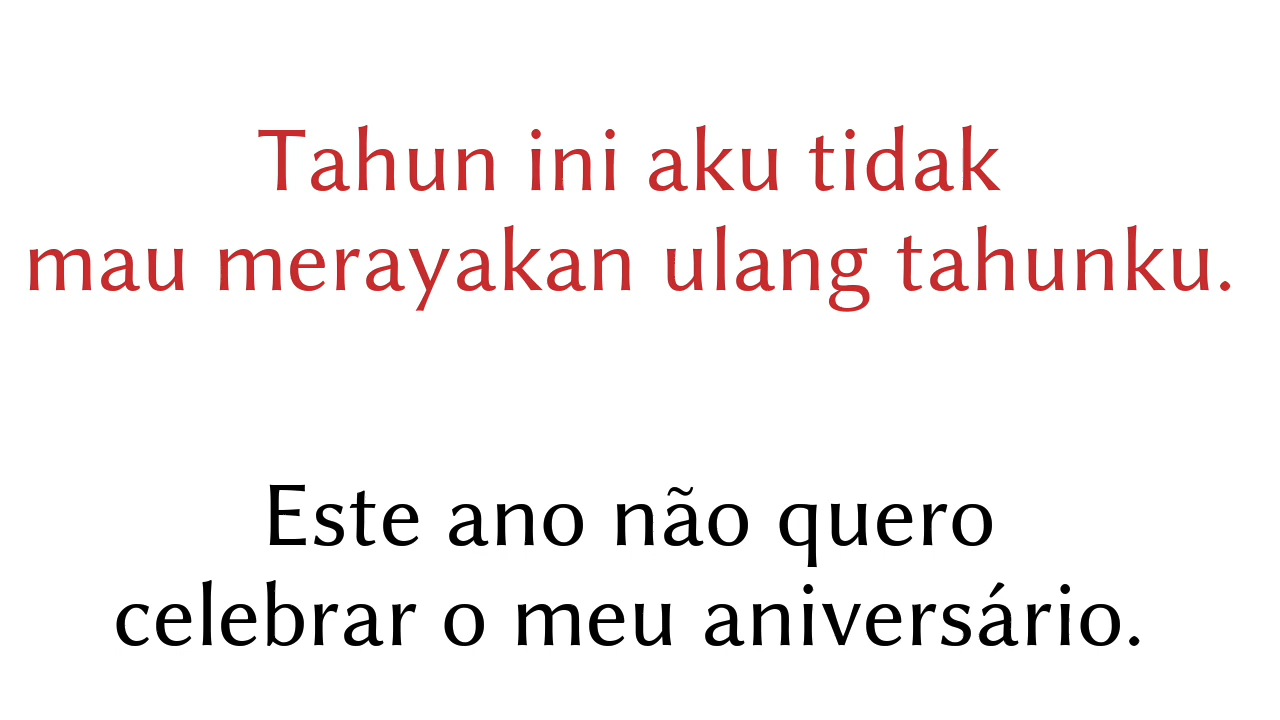 Tahun ini aku tidak
mau merayakan ulang tahunku.
Este ano não quero
celebrar o meu aniversário.